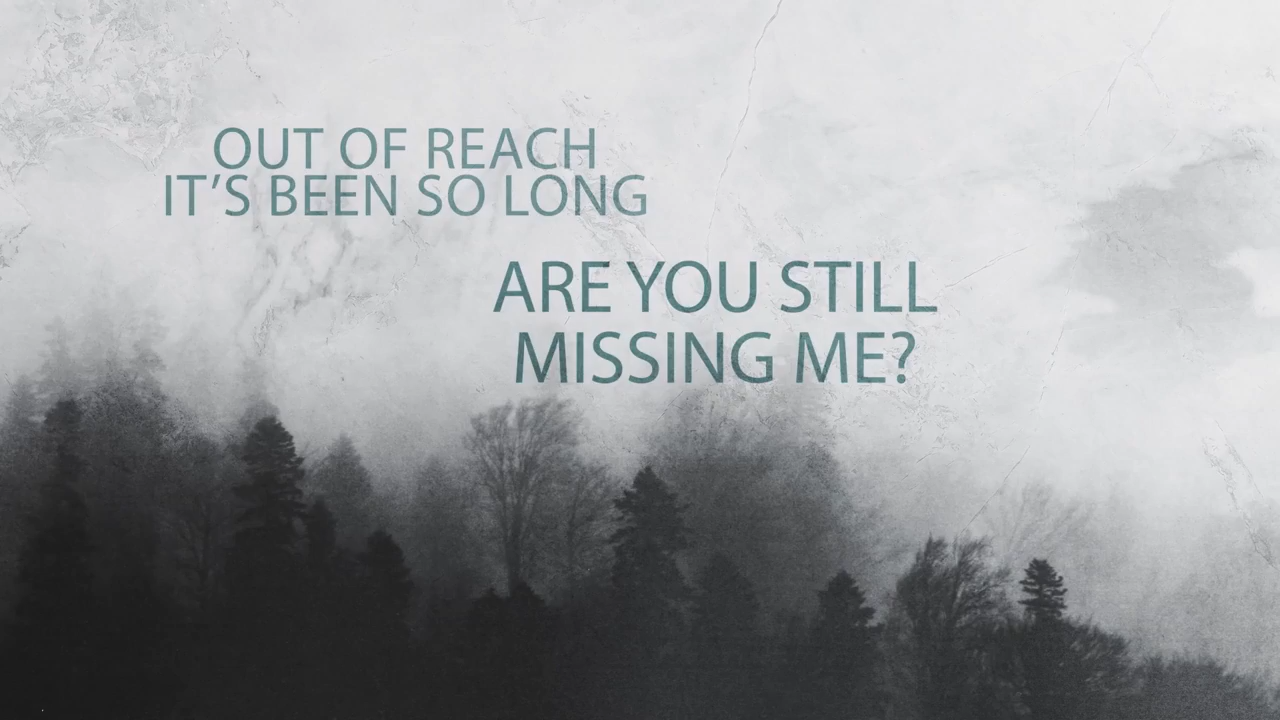 OUT OF REACH
IT'S BEEN SO LONG
ARE YOU STILL
MISSING ME?